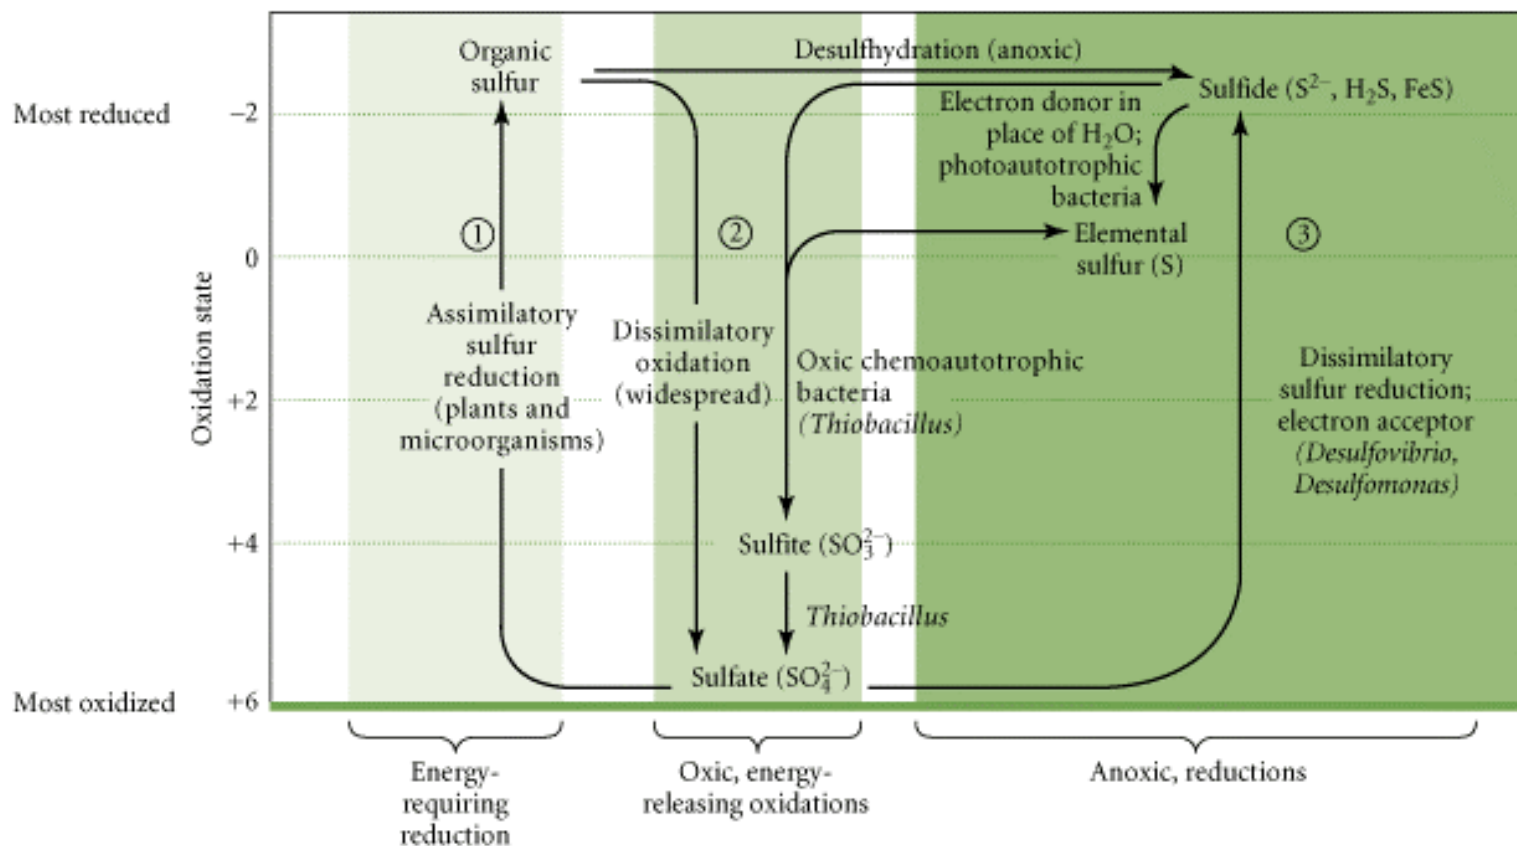 Organic
sulfur
Desulfhydration (anoxic)
Sulfide (S²⁻, H₂S, FeS)
Most reduced
−2
Electron donor in
place of H₂O;
photoautotrophic
bacteria
①
②
③
0
Elemental
sulfur (S)
Oxidation state
Assimilatory
sulfur
reduction
(plants and
microorganisms)
Dissimilatory
oxidation
(widespread)
Oxic chemoautotrophic
bacteria
(Thiobacillus)
Dissimilatory
sulfur reduction;
electron acceptor
(Desulfovibrio,
Desulfomonas)
+2
+4
Sulfite (SO₃²⁻)
Thiobacillus
Sulfate (SO₄²⁻)
Most oxidized
+6
Energy-
requiring
reduction
Oxic, energy-
releasing oxidations
Anoxic, reductions